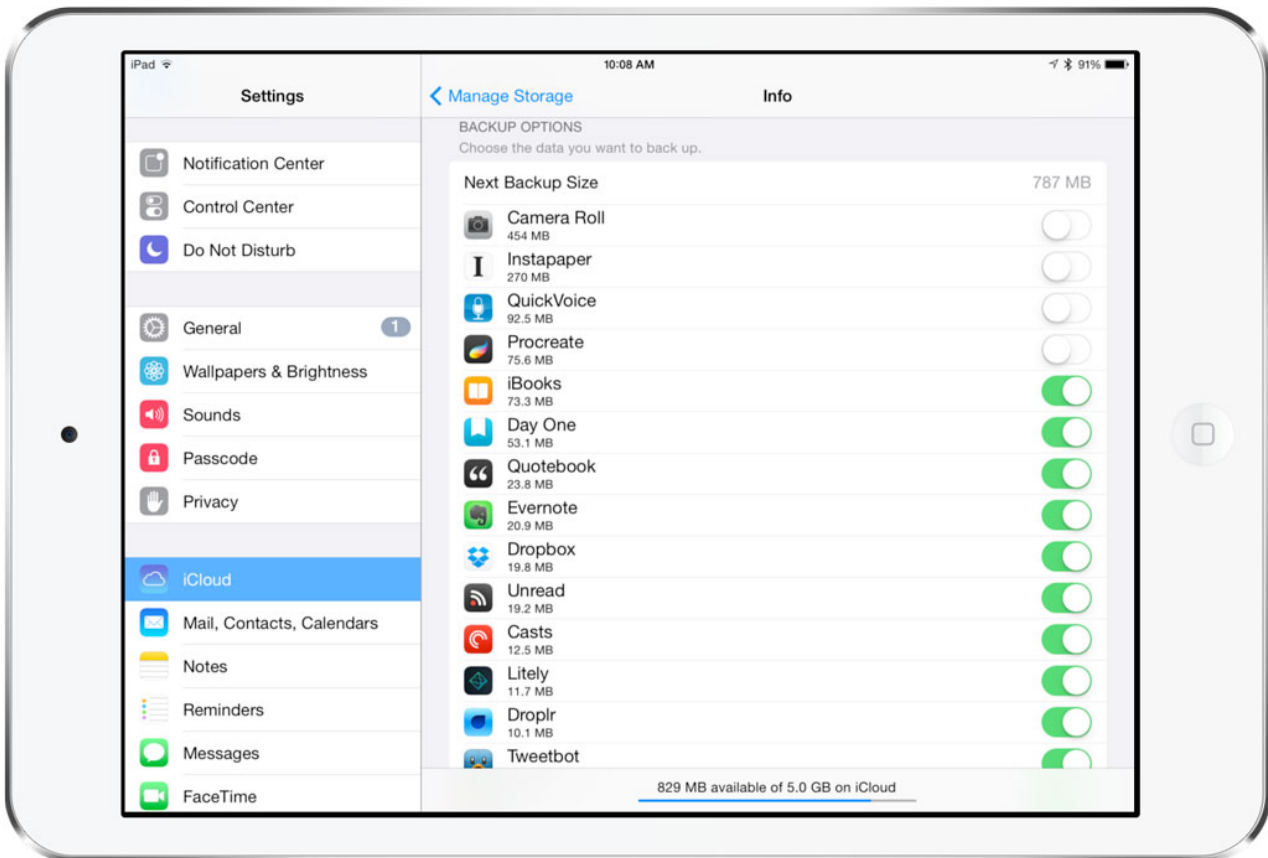 iPad
10:08 AM
91%
Settings
Manage Storage
Info
Notification Center
Control Center
Do Not Disturb
General
1
Wallpapers & Brightness
Sounds
Passcode
Privacy
iCloud
Mail, Contacts, Calendars
Notes
Reminders
Messages
FaceTime
BACKUP OPTIONS
Choose the data you want to back up.
Next Backup Size 787 MB
Camera Roll
454 MB
I
Instapaper
270 MB
QuickVoice
92.5 MB
Procreate
75.6 MB
iBooks
73.3 MB
Day One
53.1 MB
Quotebook
23.8 MB
Evernote
20.9 MB
Dropbox
19.8 MB
Unread
19.2 MB
Casts
12.5 MB
Litely
11.7 MB
Droplr
10.1 MB
Tweetbot
829 MB available of 5.0 GB on iCloud